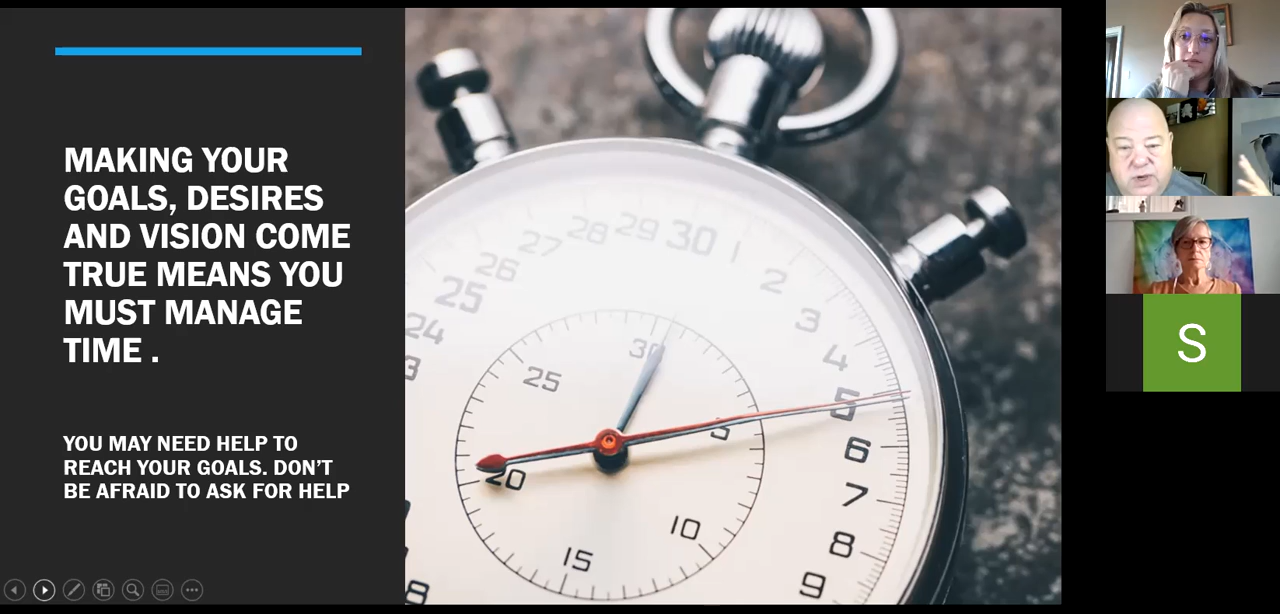 MAKING YOUR
GOALS, DESIRES
AND VISION COME
TRUE MEANS YOU
MUST MANAGE
TIME .
YOU MAY NEED HELP TO
REACH YOUR GOALS. DON'T
BE AFRAID TO ASK FOR HELP
30
1
2
3
4
5
6
7
8
9
8
3
24
25
26
27
28
29
30
5
10
15
20
25
S